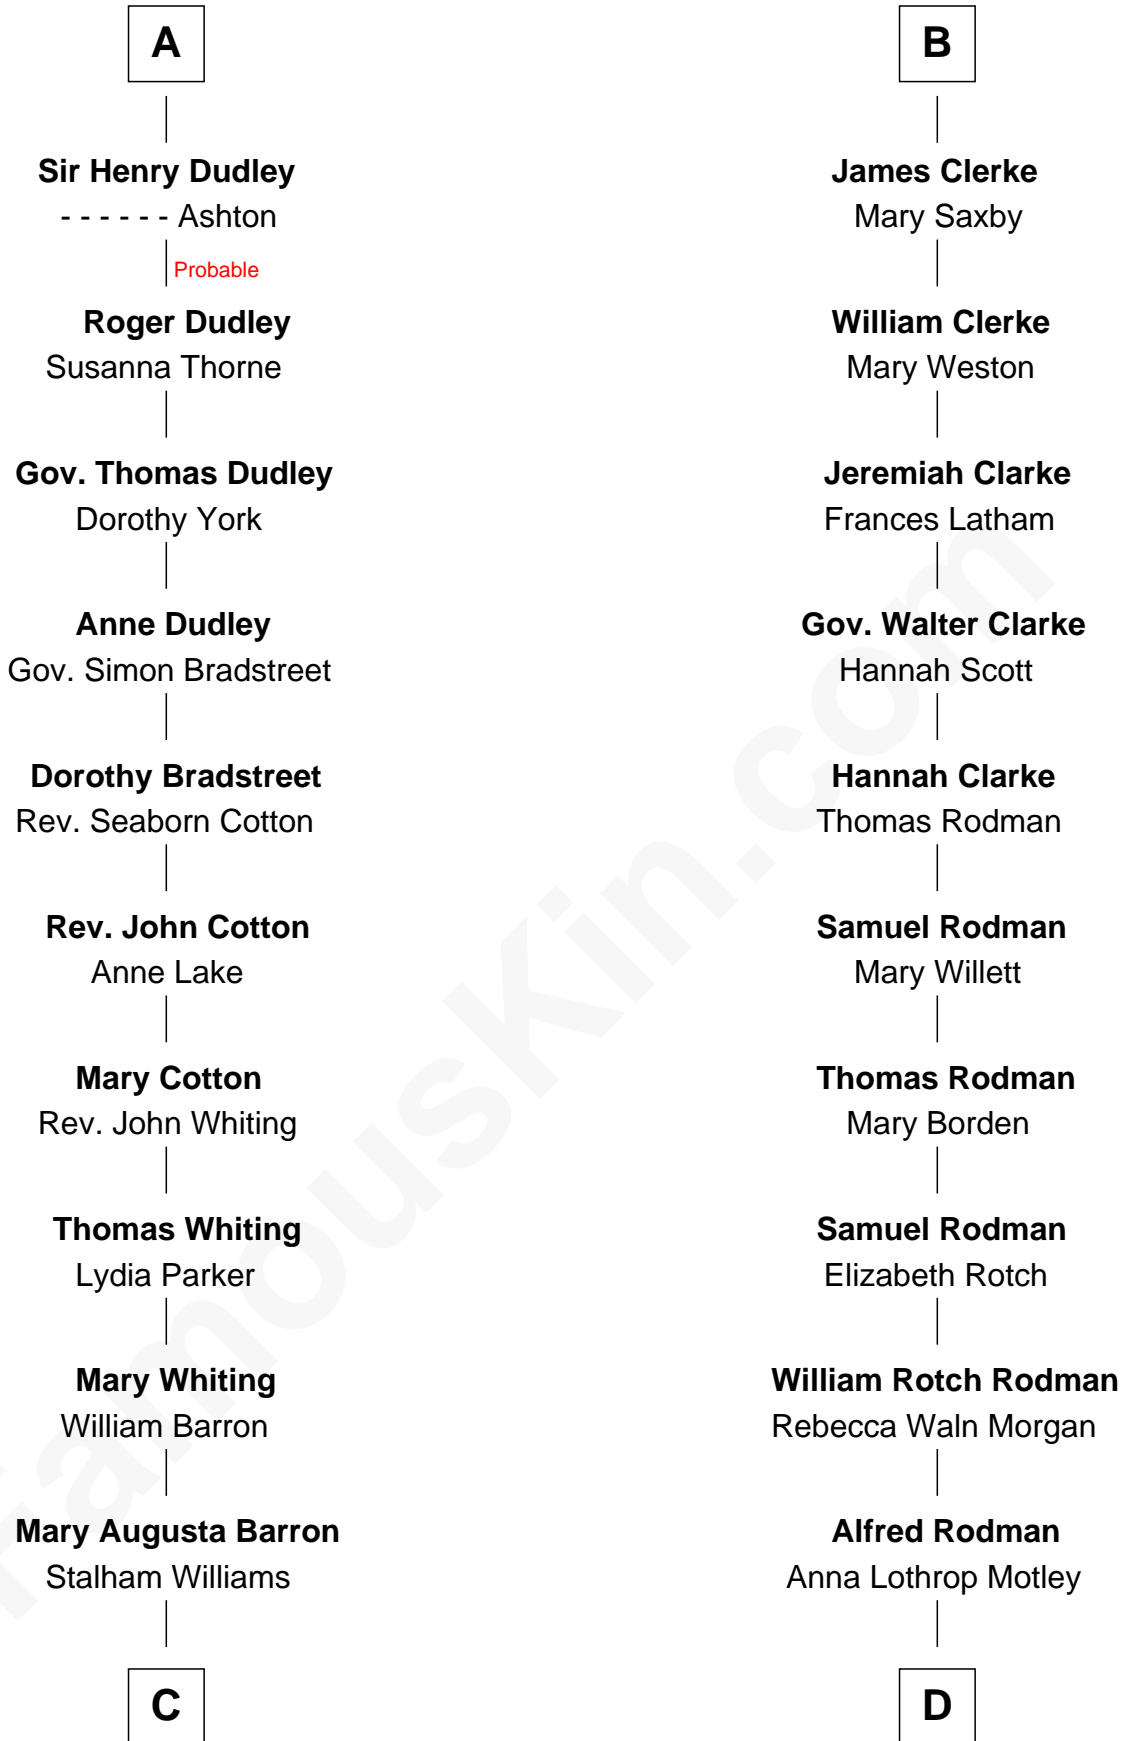 A
Sir Henry Dudley
- - - - - - Ashton
Probable
Roger Dudley
Susanna Thorne
Gov. Thomas Dudley
Dorothy York
Anne Dudley
Gov. Simon Bradstreet
Dorothy Bradstreet
Rev. Seaborn Cotton
Rev. John Cotton
Anne Lake
Mary Cotton
Rev. John Whiting
Thomas Whiting
Lydia Parker
Mary Whiting
William Barron
Mary Augusta Barron
Stalham Williams
C
B
James Clerke
Mary Saxby
William Clerke
Mary Weston
Jeremiah Clarke
Frances Latham
Gov. Walter Clarke
Hannah Scott
Hannah Clarke
Thomas Rodman
Samuel Rodman
Mary Willett
Thomas Rodman
Mary Borden
Samuel Rodman
Elizabeth Rotch
William Rotch Rodman
Rebecca Waln Morgan
Alfred Rodman
Anna Lothrop Motley
D
FamousKin.com